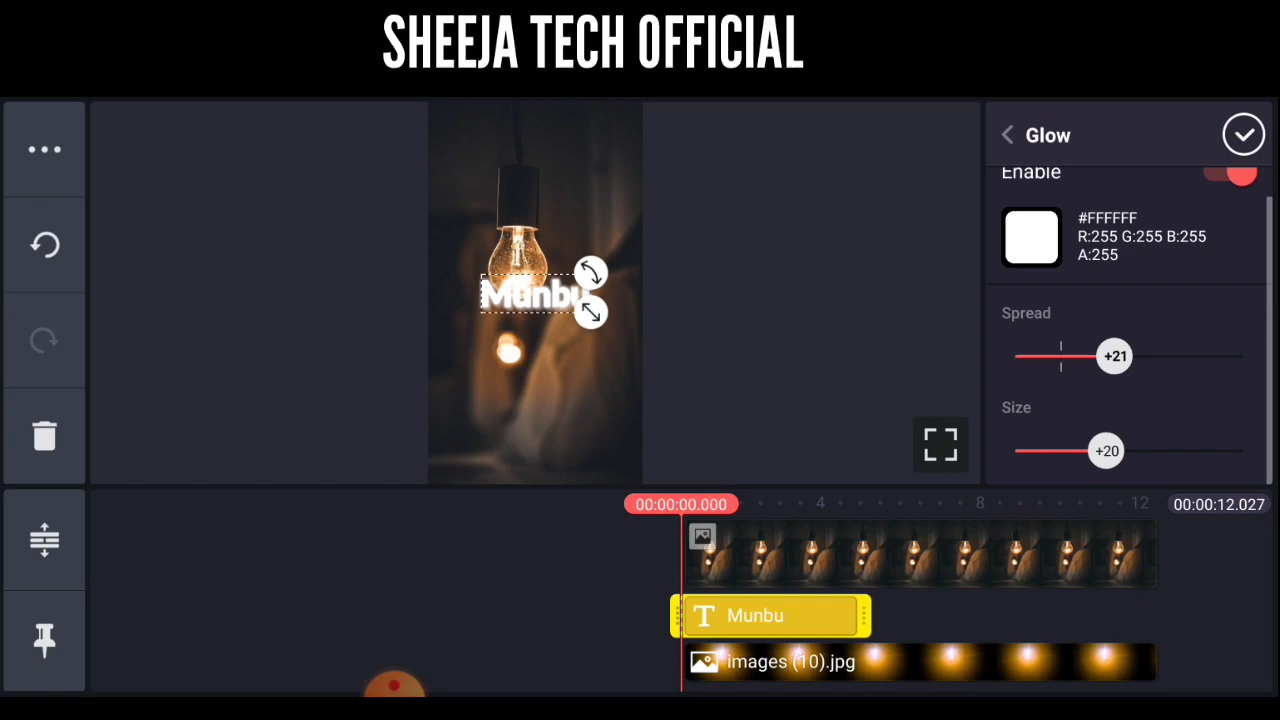 SHEEJA TECH OFFICIAL
Glow
Enable
#FFFFFF
R:255 G:255 B:255
A:255
Munbu
Spread
+21
Size
+20
00:00:00.000
4
8
12
00:00:12.027
Munbu
images (10).jpg